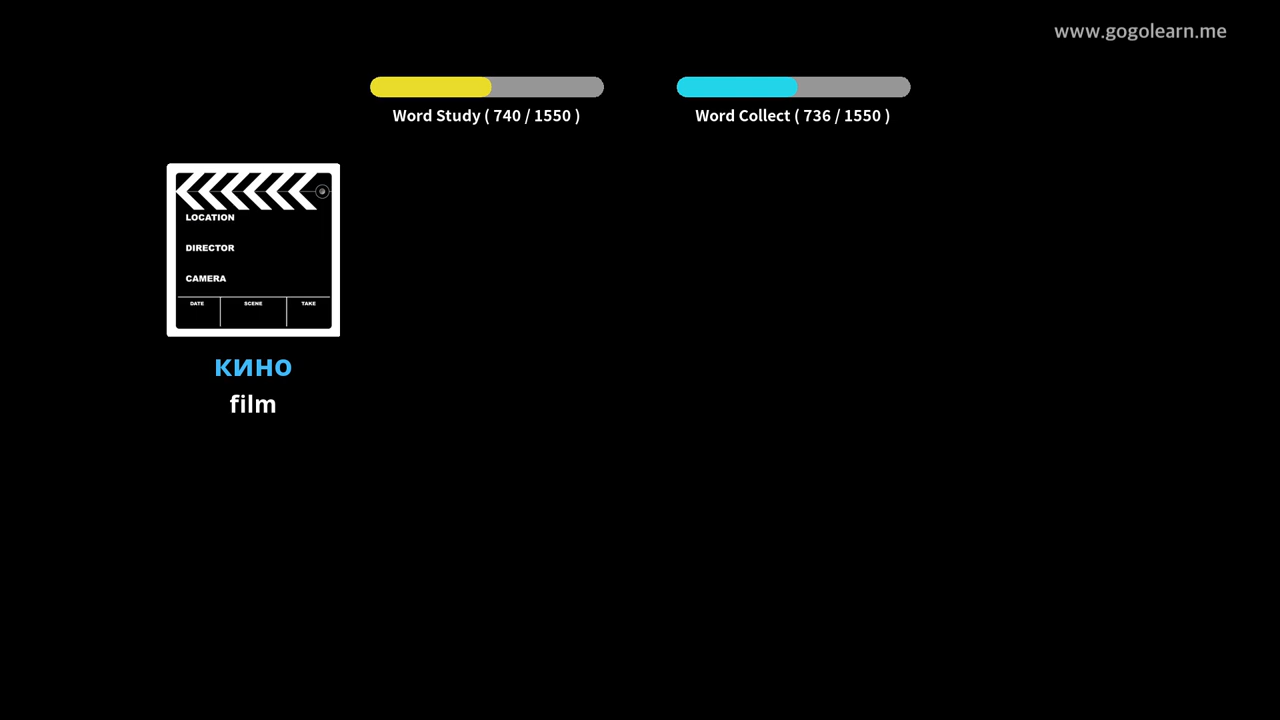 www.gogolearn.me
Word Study ( 740 / 1550 )
Word Collect ( 736 / 1550 )
LOCATION
DIRECTOR
CAMERA
DATE SCENE TAKE
кино
film